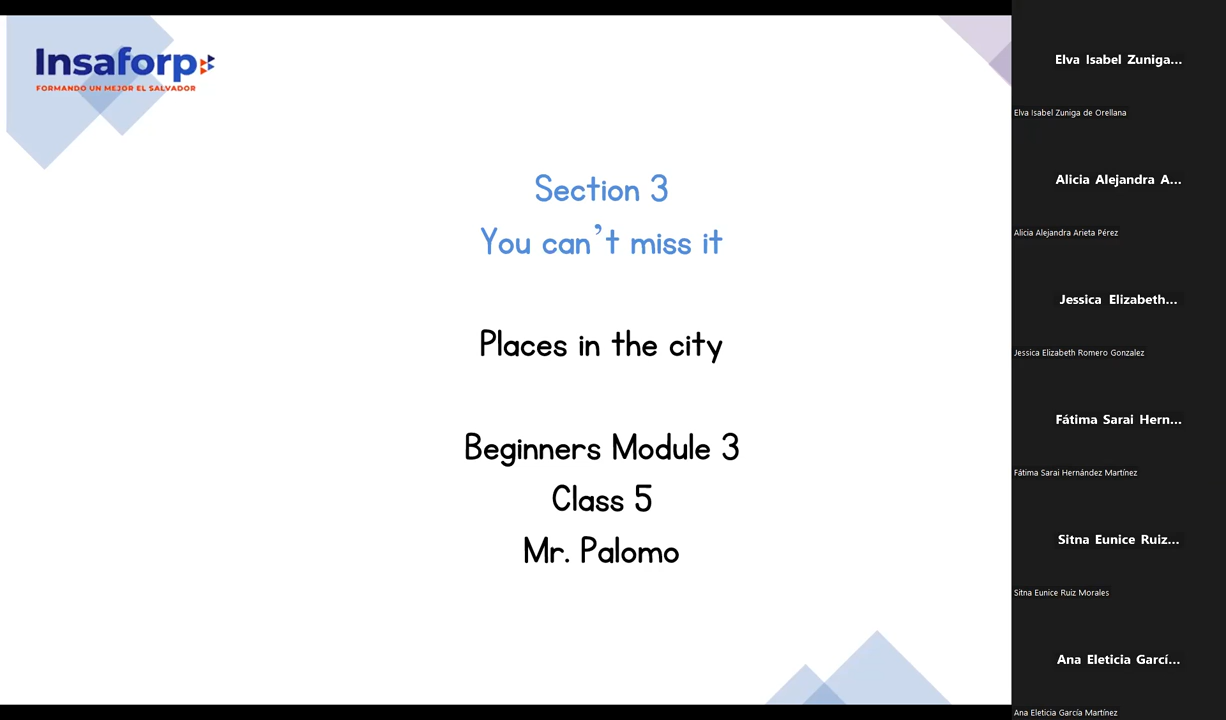 Insaforp
FORMANDO UN MEJOR EL SALVADOR
Section 3
You can't miss it
Places in the city
Beginners Module 3
Class 5
Mr. Palomo
Elva Isabel Zuniga...
Elva Isabel Zuniga de Orellana
Alicia Alejandra A...
Alicia Alejandra Arieta Pérez
Jessica Elizabeth...
Jessica Elizabeth Romero Gonzalez
Fátima Sarai Hern...
Fátima Sarai Hernández Martínez
Sitna Eunice Ruiz...
Sitna Eunice Ruiz Morales
Ana Eleticia Garcí...
Ana Eleticia García Martínez